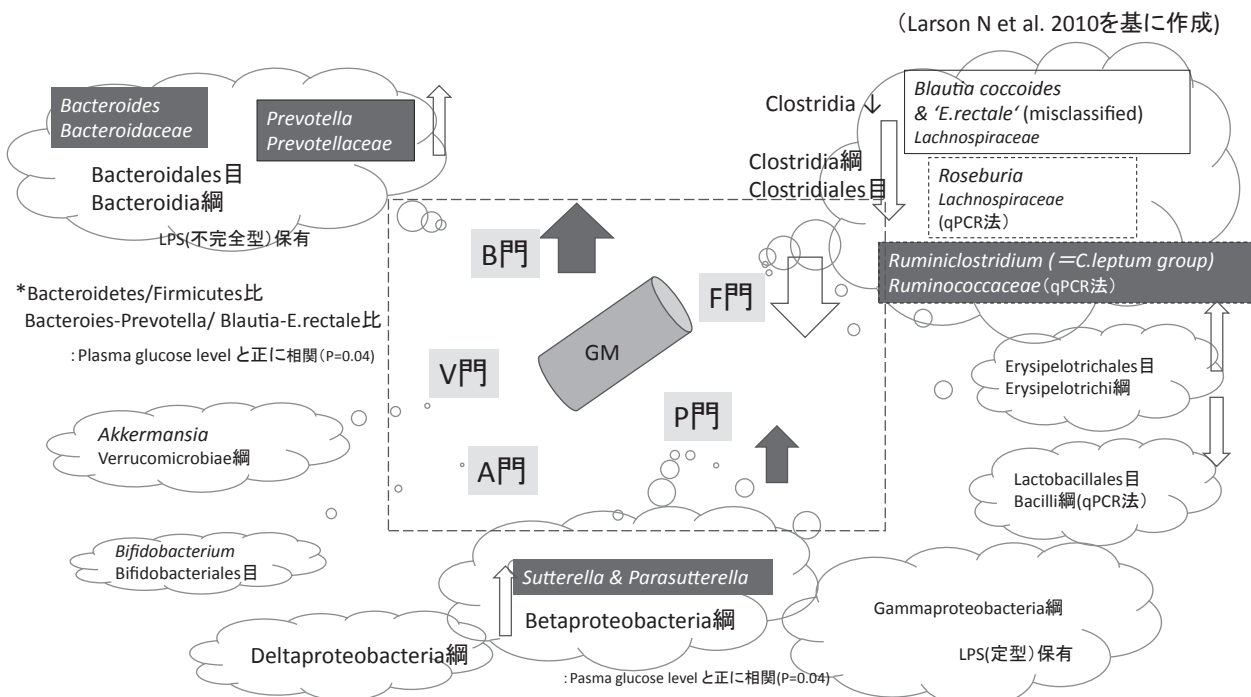 （Larson N et al. 2010を基に作成）
Bacteroides
Bacteroidaceae
Prevotella
Prevotellaceae
Bacteroidales目
Bacteroidia綱
LPS(不完全型）保有
Clostridia ↓
Clostridia綱
Clostridiales目
Blautia coccoides
& ‘E.rectale‘ (misclassified)
Lachnospiraceae
Roseburia
Lachnospiraceae
(qPCR法）
Ruminiclostridium (＝C.leptum group)
Ruminococcaceae（qPCR法）
B門
F門
GM
V門
P門
A門
*Bacteroidetes/Firmicutes比
Bacteroies-Prevotella/ Blautia-E.rectale比
: Plasma glucose level と正に相関（P=0.04)
Erysipelotrichales目
Erysipelotrichi綱
Akkermansia
Verrucomicrobiae綱
Lactobacillales目
Bacilli綱(qPCR法）
Bifidobacterium
Bifidobacteriales目
Sutterella & Parasutterella
Betaproteobacteria綱
Gammaproteobacteria綱
LPS(定型）保有
Deltaproteobacteria綱
: Pasma glucose level と正に相関(P=0.04)